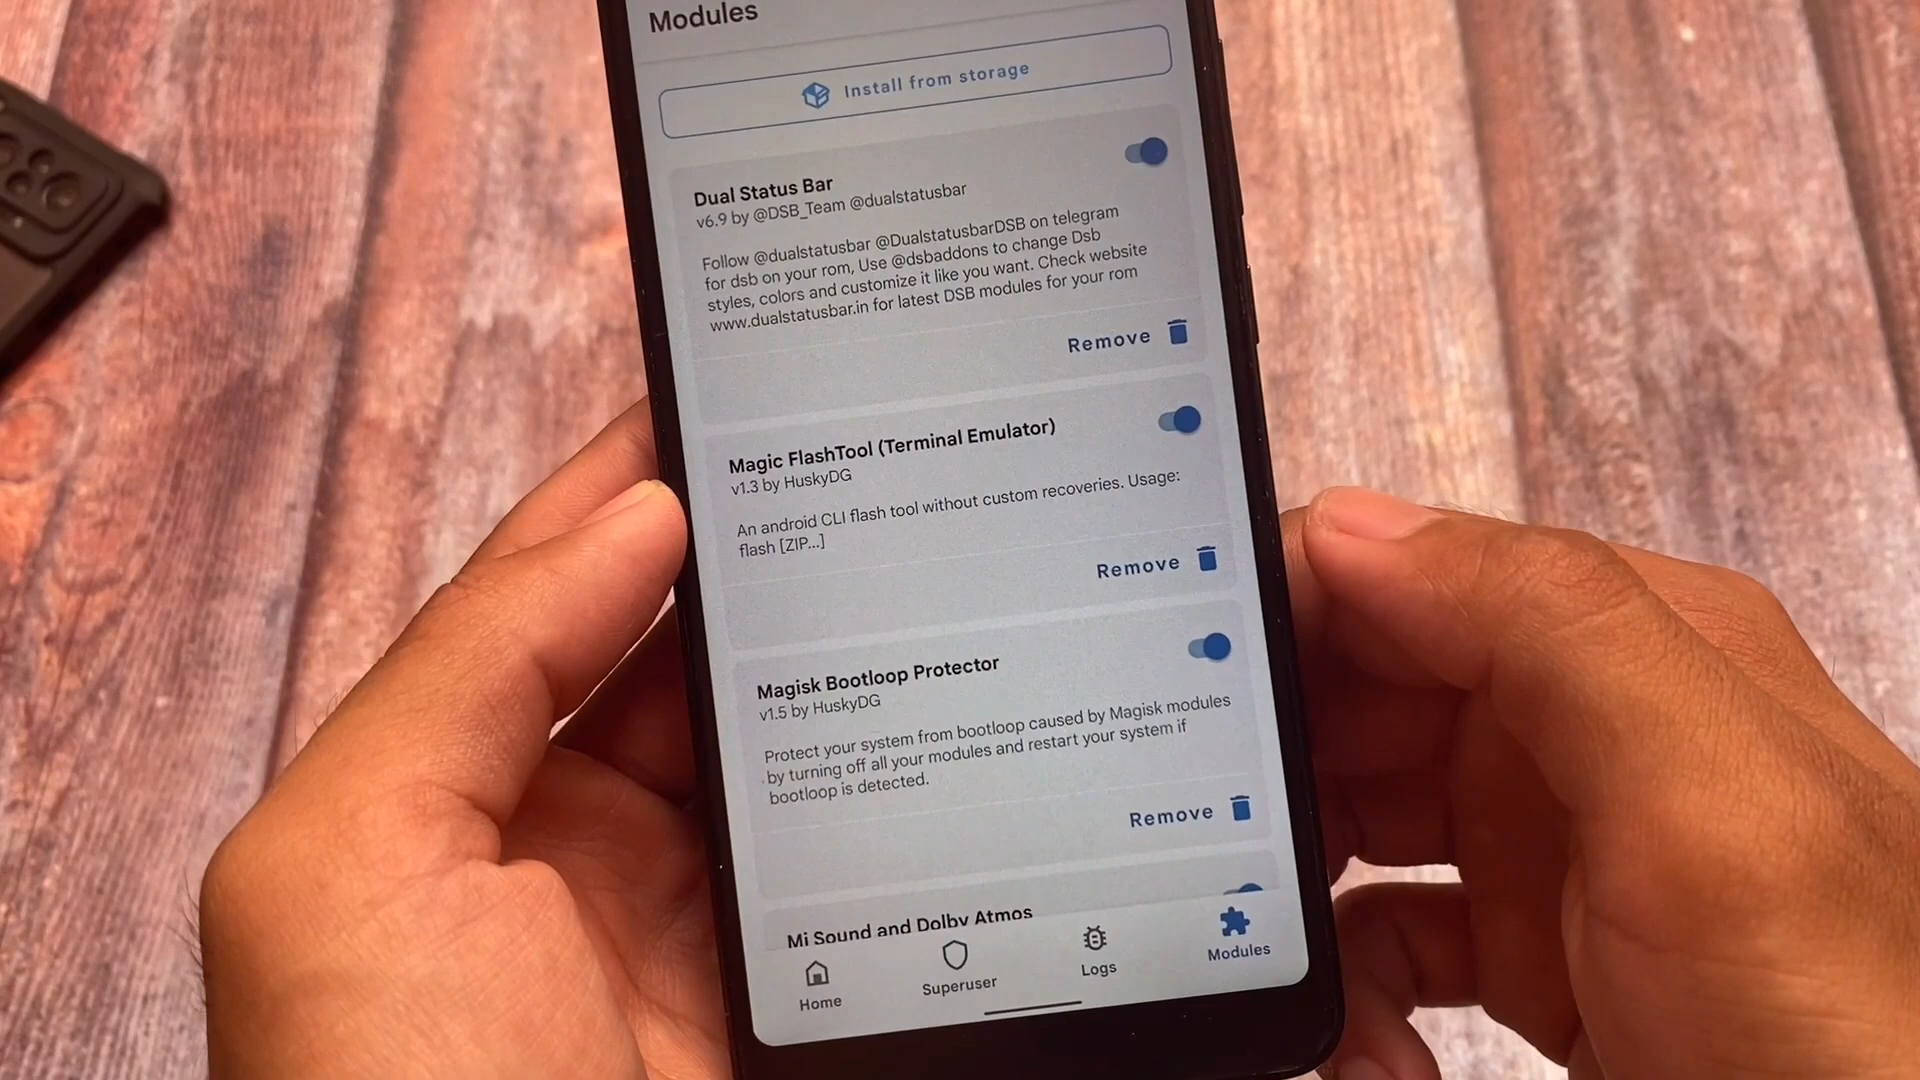 Modules
Install from storage
Dual Status Bar
v6.9 by @DSB_Team @dualstatusbar
Follow @dualstatusbar @DualstatusbarDSB on telegram
for dsb on your rom, Use @dsbaddons to change Dsb
styles, colors and customize it like you want. Check website
www.dualstatusbar.in for latest DSB modules for your rom
Remove
Magic FlashTool (Terminal Emulator)
v1.3 by HuskyDG
An android CLI flash tool without custom recoveries. Usage:
flash [ZIP...]
Remove
Magisk Bootloop Protector
v1.5 by HuskyDG
Protect your system from bootloop caused by Magisk modules
by turning off all your modules and restart your system if
bootloop is detected.
Remove
Mi Sound and Dolby Atmos
Home
Superuser
Logs
Modules